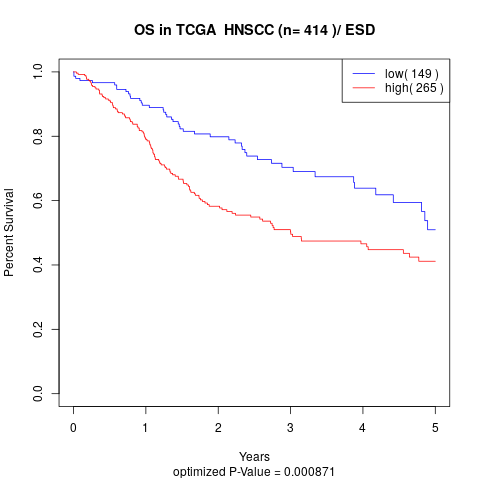 OS in TCGA  HNSCC (n= 414 )/ ESD
low( 149 )
high( 265 )
Percent Survival
1.0
0.8
0.6
0.4
0.2
0.0
0 1 2 3 4 5
Years
optimized P-Value = 0.000871